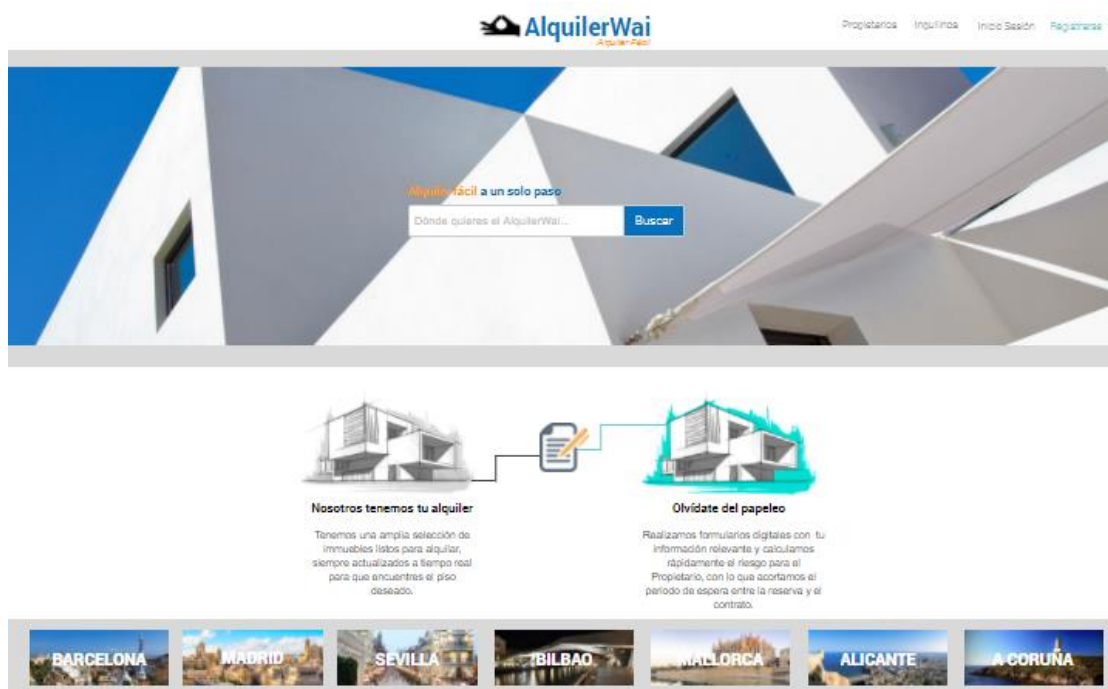 AlquilerWai
Alquiler Fácil
Propietarios Inquilinos Inicio Sesión Registrarse
Alquiler fácil a un solo paso
Dónde quieres el AlquilerWai... Buscar
Nosotros tenemos tu alquiler
Tenemos una amplia selección de
immuebles listos para alquilar,
siempre actualizados a tiempo real
para que encuentres el piso
deseado.
Olvídate del papeleo
Realizamos formularios digitales con tu
información relevante y calculamos
rápidamente el riesgo para el
Propietario, con lo que acortamos el
periodo de espera entre la reserva y el
contrato.
BARCELONA MADRID SEVILLA BILBAO MALLORCA ALICANTE A CORUÑA